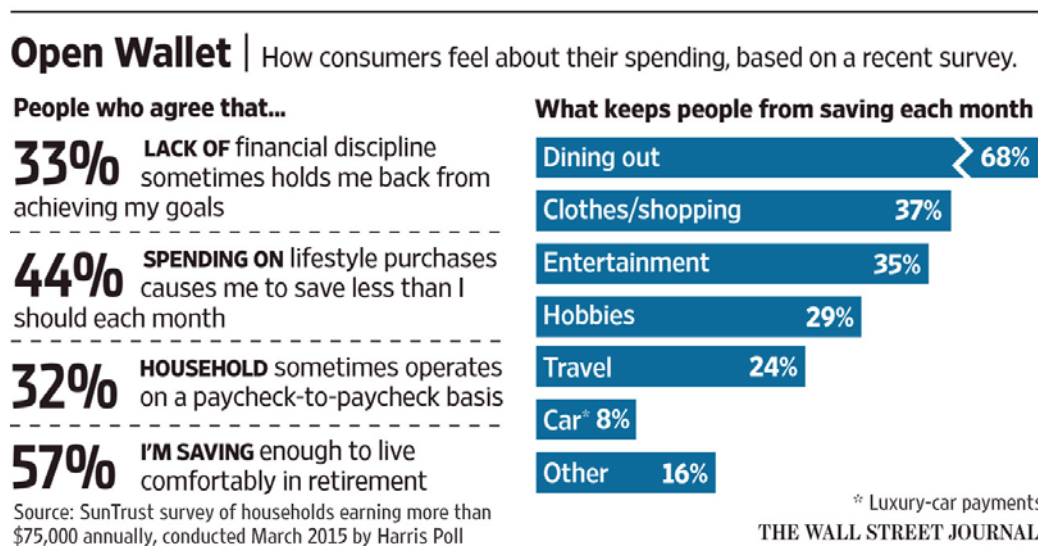 Open Wallet | How consumers feel about their spending, based on a recent survey.
People who agree that...
33% LACK OF financial discipline
sometimes holds me back from
achieving my goals
44% SPENDING ON lifestyle purchases
causes me to save less than I
should each month
32% HOUSEHOLD sometimes operates
on a paycheck-to-paycheck basis
57% I'M SAVING enough to live
comfortably in retirement
Source: SunTrust survey of households earning more than
$75,000 annually, conducted March 2015 by Harris Poll
What keeps people from saving each month
Dining out 68%
Clothes/shopping 37%
Entertainment 35%
Hobbies 29%
Travel 24%
Car* 8%
Other 16%
* Luxury-car payments
THE WALL STREET JOURNAL